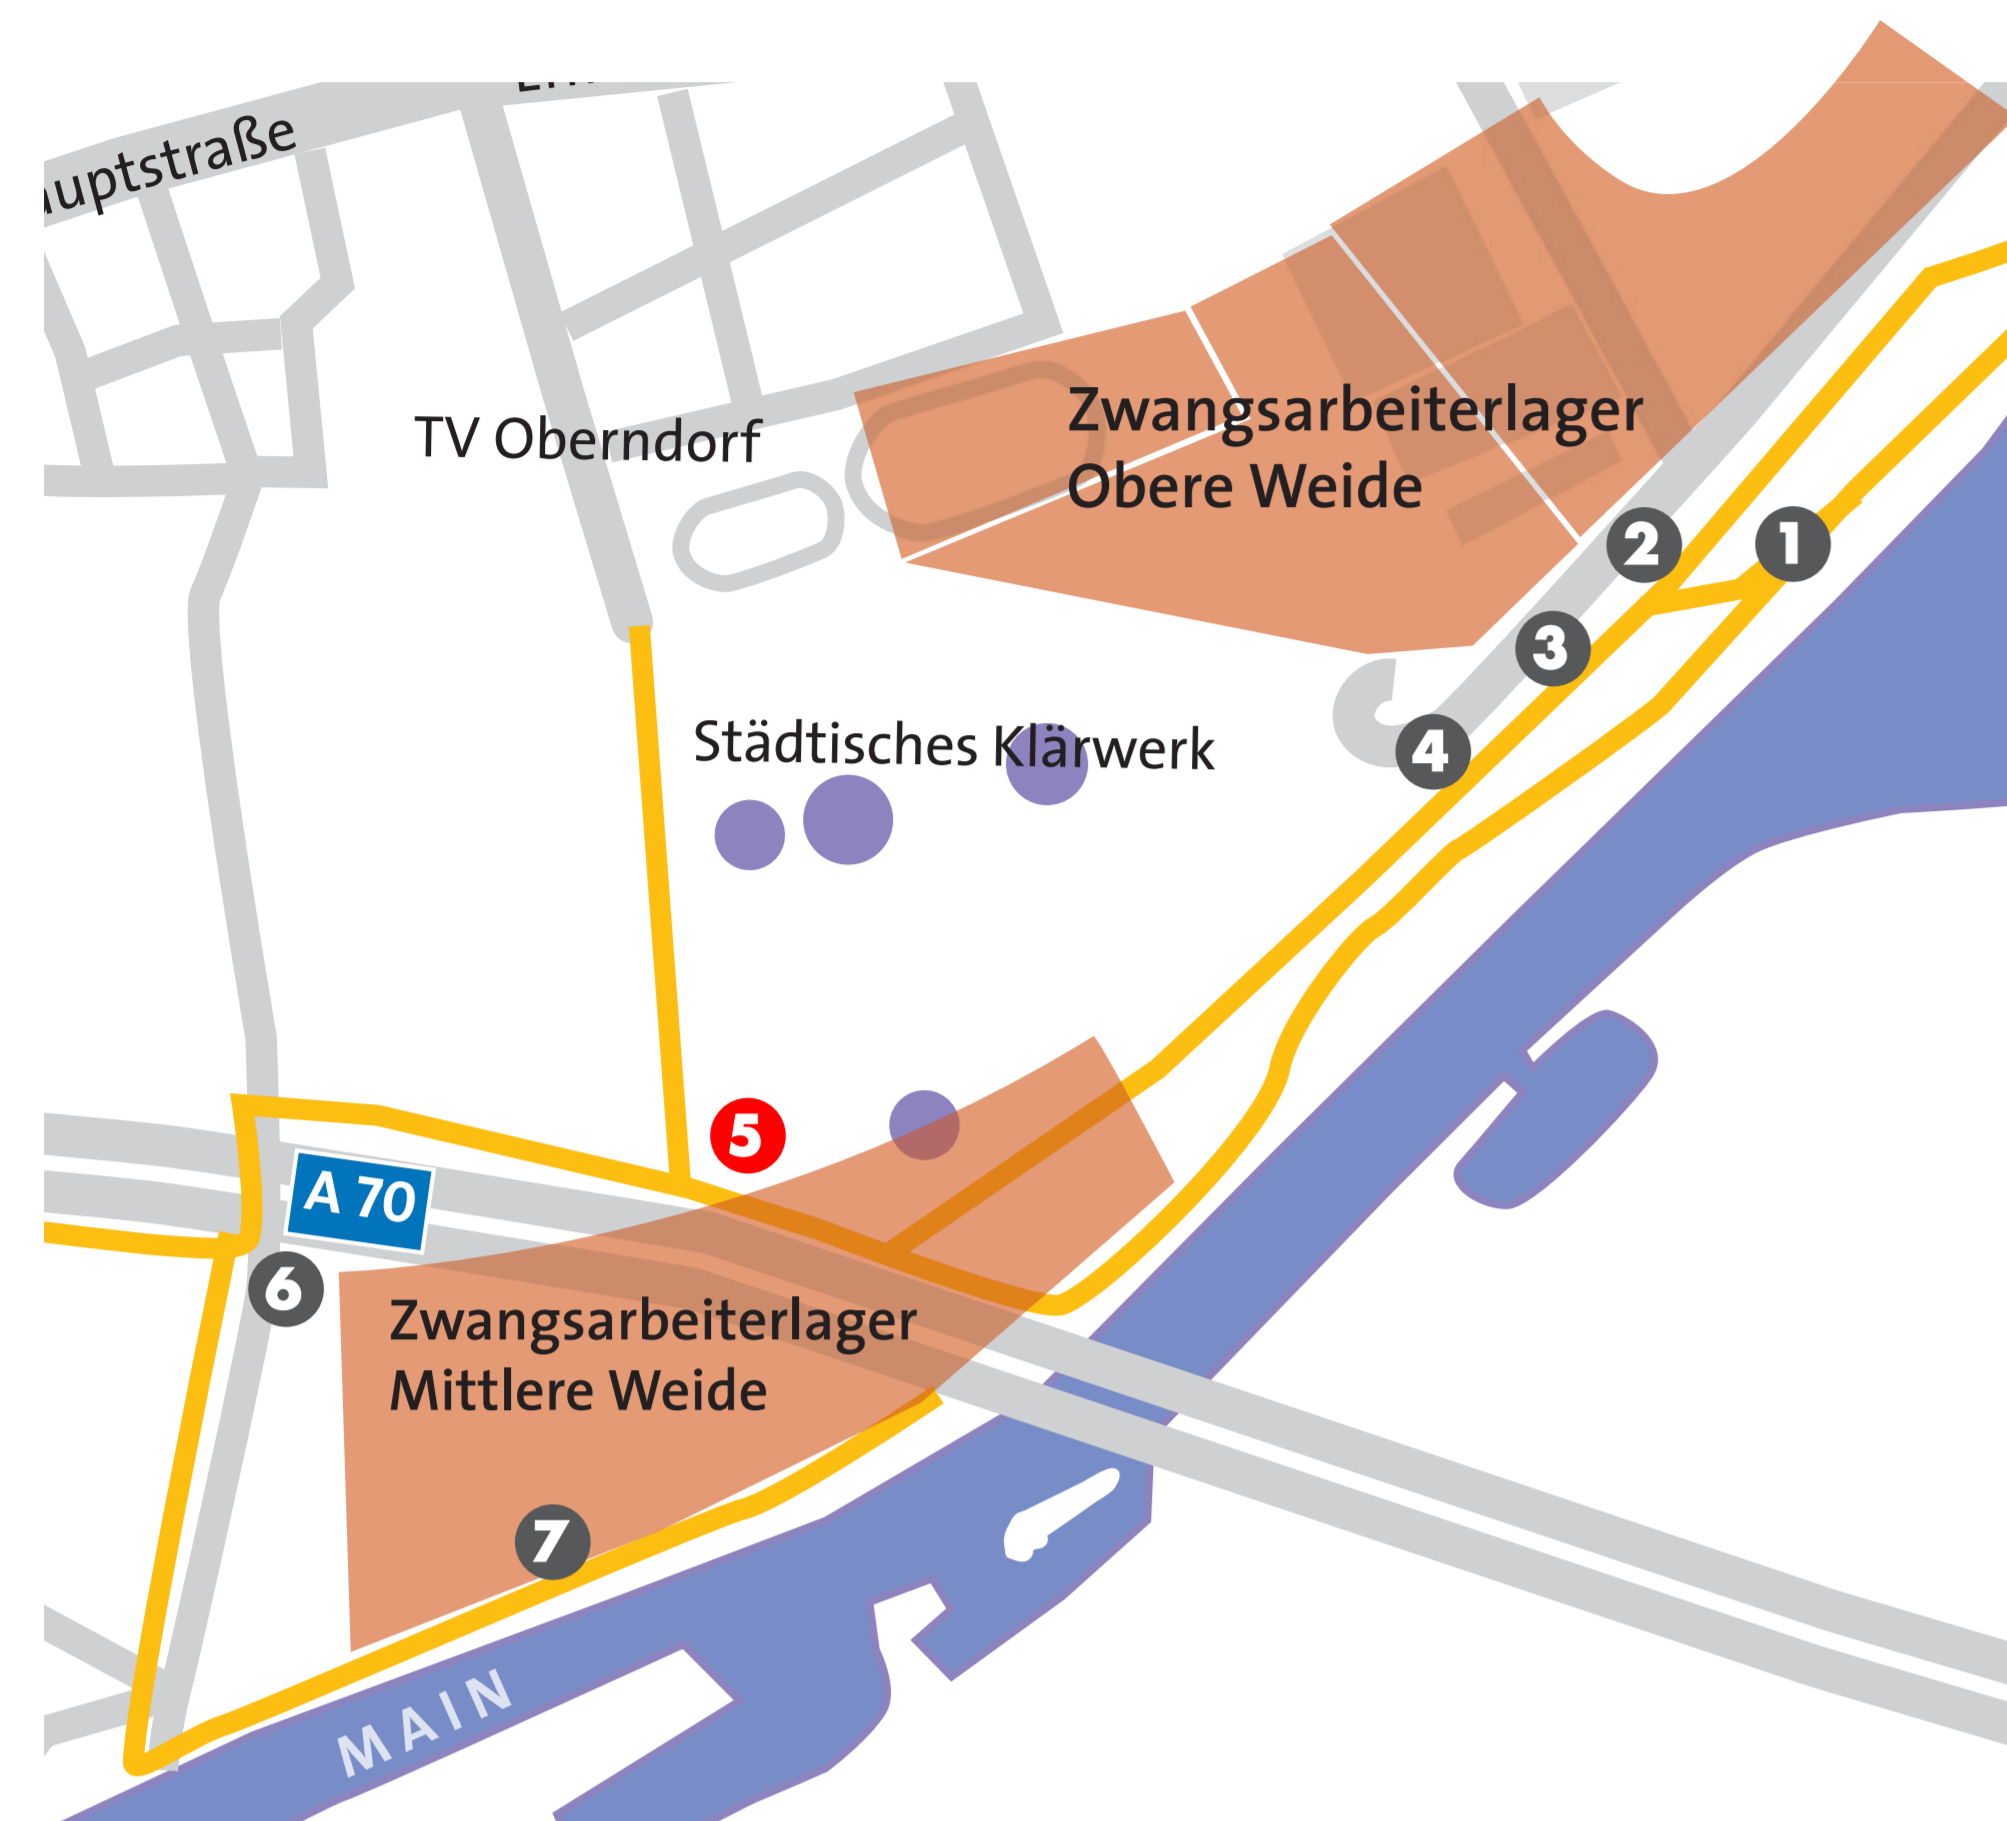 uptstraße
TV Oberndorf
Zwangsarbeiterlager
Obere Weide
2
1
3
Städtisches Klärwerk
4
5
A 70
6
Zwangsarbeiterlager
Mittlere Weide
7
MAIN